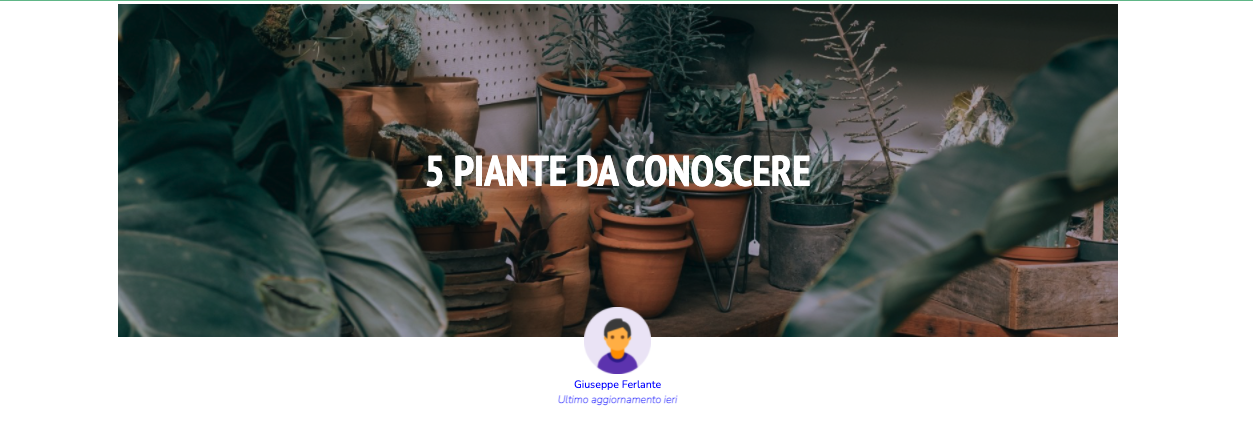 5 PIANTE DA CONOSCERE
Giuseppe Ferlante
Ultimo aggiornamento ieri